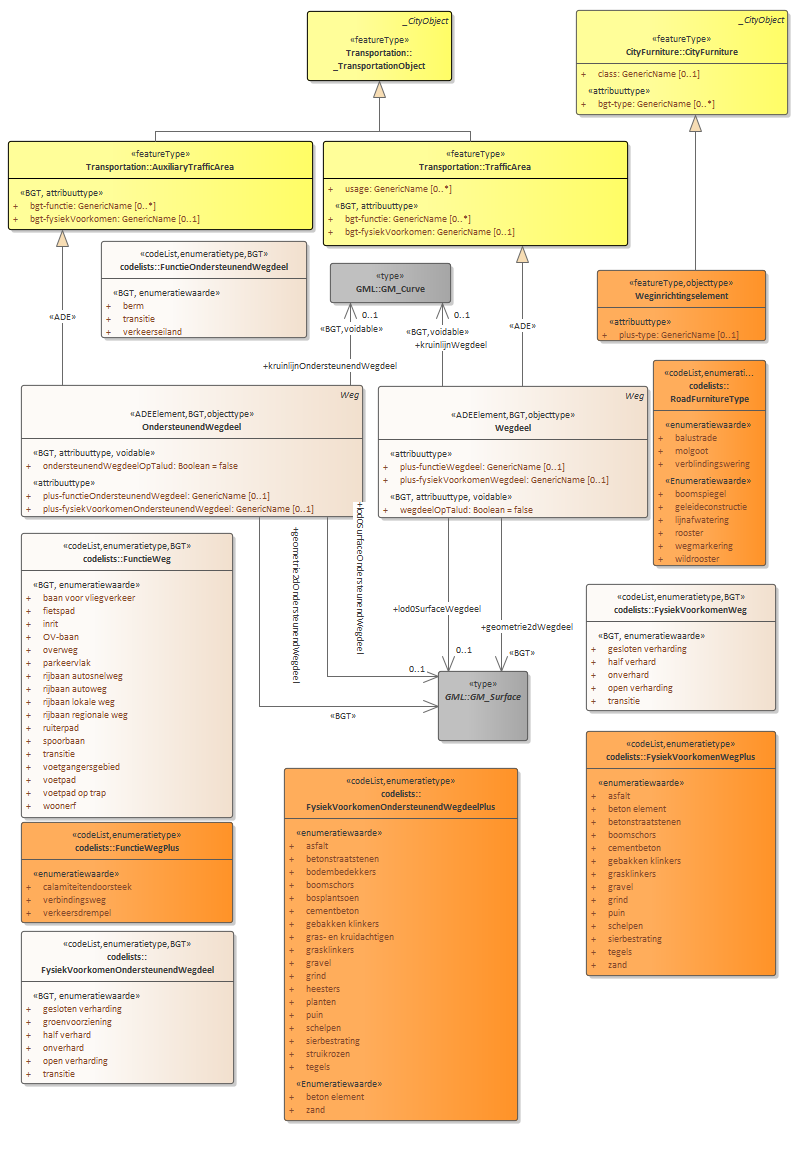 _CityObject
«featureType»
Transportation::
_TransportationObject
_CityObject
«featureType»
CityFurniture::CityFurniture
+ class: GenericName [0..1]
«attribuuttype»
+ bgt-type: GenericName [0..*]
«featureType»
Transportation::AuxiliaryTrafficArea
«BGT, attribuuttype»
+ bgt-functie: GenericName [0..*]
+ bgt-fysiekVoorkomen: GenericName [0..1]
«featureType»
Transportation::TrafficArea
+ usage: GenericName [0..*]
«BGT, attribuuttype»
+ bgt-functie: GenericName [0..*]
+ bgt-fysiekVoorkomen: GenericName [0..1]
«codeList,enumeratietype,BGT»
codelists::FunctieOndersteunendWegdeel
«BGT, enumeratiewaarde»
+ berm
+ transitie
+ verkeerseiland
«type»
GML::GM_Curve
«featureType,objecttype»
Weginrichtingselement
«attribuuttype»
+ plus-type: GenericName [0..1]
«ADE»
0..1
«BGT,voidable»
+kruinlijnOndersteunendWegdeel
0..1
«BGT,voidable»
+kruinlijnWegdeel
«ADE»
Weg
«ADEElement,BGT,objecttype»
OndersteunendWegdeel
«BGT, attribuuttype, voidable»
+ ondersteunendWegdeelOpTalud: Boolean = false
«attribuuttype»
+ plus-functieOndersteunendWegdeel: GenericName [0..1]
+ plus-fysiekVoorkomenOndersteunendWegdeel: GenericName [0..1]
Weg
«ADEElement,BGT,objecttype»
Wegdeel
«attribuuttype»
+ plus-functieWegdeel: GenericName [0..1]
+ plus-fysiekVoorkomenWegdeel: GenericName [0..1]
«BGT, attribuuttype, voidable»
+ wegdeelOpTalud: Boolean = false
«codeList,enumerati...
codelists::
RoadFurnitureType
«enumeratiewaarde»
+ balustrade
+ molgoot
+ verblindingswering
«Enumeratiewaarde»
+ boomspiegel
+ geleideconstructie
+ lijnafwatering
+ rooster
+ wegmarkering
+ wildrooster
+geometrie2dOndersteunendWegdeel
+lod0SurfaceOndersteunendWegdeel
0..1
«BGT»
+lod0SurfaceWegdeel
0..1
+geometrie2dWegdeel
«BGT»
«type»
GML::GM_Surface
«codeList,enumeratietype,BGT»
codelists::FunctieWeg
«BGT, enumeratiewaarde»
+ baan voor vliegverkeer
+ fietspad
+ inrit
+ OV-baan
+ overweg
+ parkeervlak
+ rijbaan autosnelweg
+ rijbaan autoweg
+ rijbaan lokale weg
+ rijbaan regionale weg
+ ruiterpad
+ spoorbaan
+ transitie
+ voetgangersgebied
+ voetpad
+ voetpad op trap
+ woonerf
«codeList,enumeratietype,BGT»
codelists::FysiekVoorkomenWeg
«BGT, enumeratiewaarde»
+ gesloten verharding
+ half verhard
+ onverhard
+ open verharding
+ transitie
«codeList,enumeratietype»
codelists::FysiekVoorkomenWegPlus
«enumeratiewaarde»
+ asfalt
+ beton element
+ betonstraatstenen
+ boomschors
+ cementbeton
+ gebakken klinkers
+ grasklinkers
+ gravel
+ grind
+ puin
+ schelpen
+ sierbestrating
+ tegels
+ zand
«codeList,enumeratietype»
codelists::
FysiekVoorkomenOndersteunendWegdeelPlus
«enumeratiewaarde»
+ asfalt
+ betonstraatstenen
+ bodembedekkers
+ boomschors
+ bosplantsoen
+ cementbeton
+ gebakken klinkers
+ gras- en kruidachtigen
+ grasklinkers
+ gravel
+ grind
+ heesters
+ planten
+ puin
+ schelpen
+ sierbestrating
+ struikrozen
+ tegels
«Enumeratiewaarde»
+ beton element
+ zand
«codeList,enumeratietype»
codelists::FunctieWegPlus
«enumeratiewaarde»
+ calamiteitendoorsteek
+ verbindingsweg
+ verkeersdrempel
«codeList,enumeratietype,BGT»
codelists::
FysiekVoorkomenOndersteunendWegdeel
«BGT, enumeratiewaarde»
+ gesloten verharding
+ groenvoorziening
+ half verhard
+ onverhard
+ open verharding
+ transitie